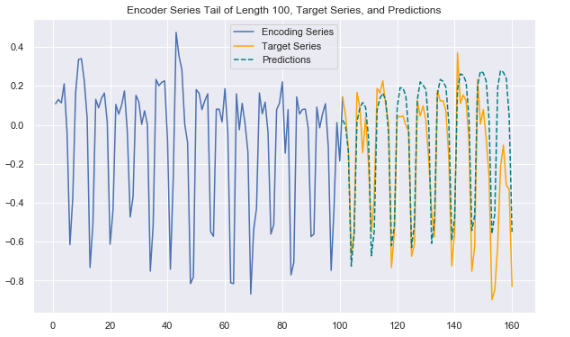 Encoder Series Tail of Length 100, Target Series, and Predictions
Encoding Series
Target Series
Predictions
0.4
0.2
0.0
−0.2
−0.4
−0.6
−0.8
0 20 40 60 80 100 120 140 160